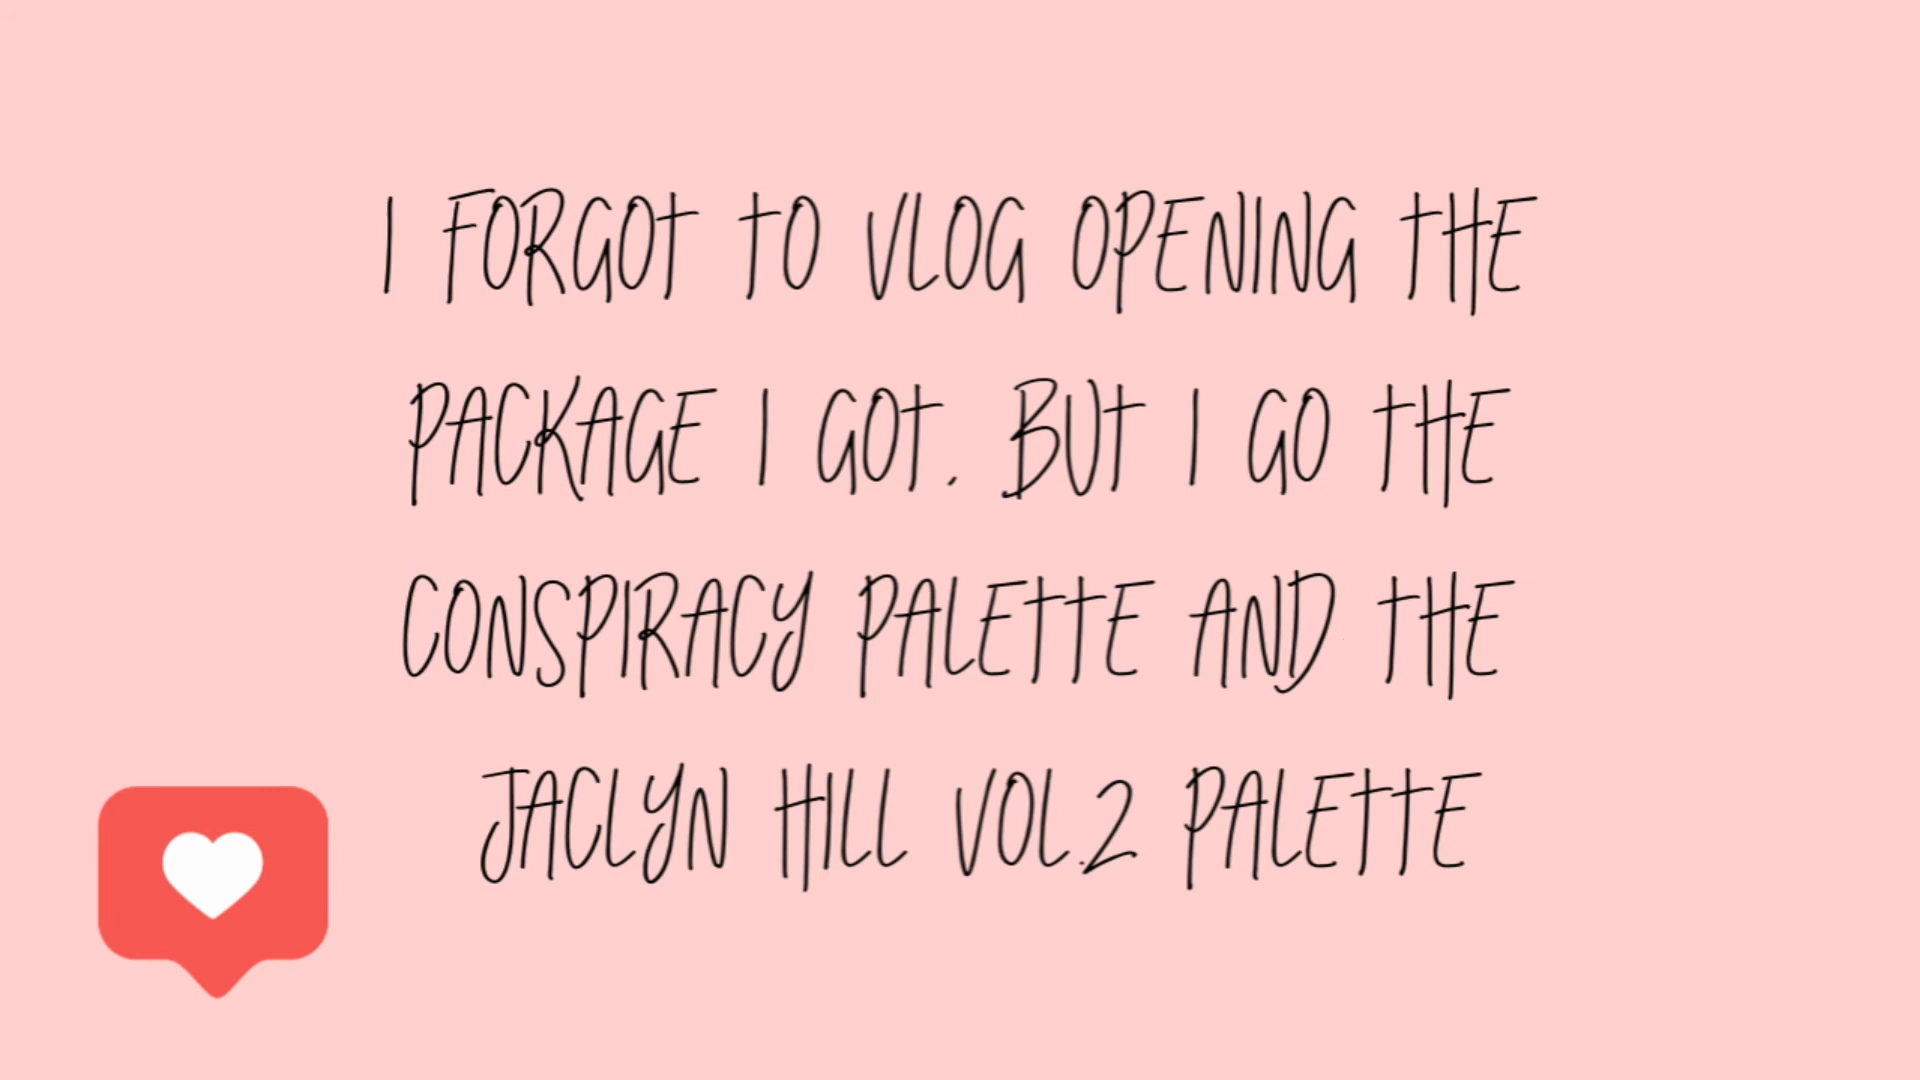 I FORGOT TO VLOG OPENING THE
PACKAGE I GOT. BUT I GO THE
CONSPIRACY PALETTE AND THE
JACLYN HILL VOL.2 PALETTE